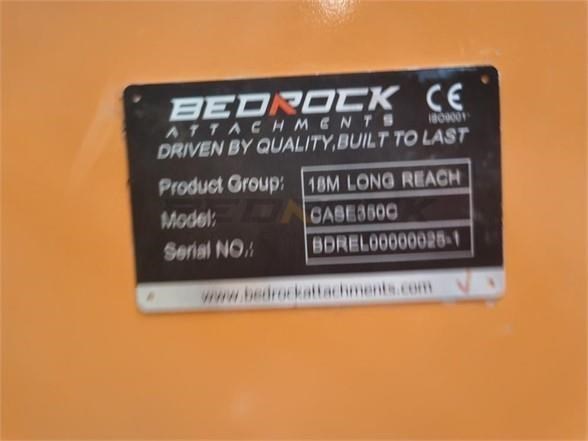 BEDROCK
ATTACHMENTS
CE
ISO9001
DRIVEN BY QUALITY,BUILT TO LAST
Product Group: 18M LONG REACH
Model: CASE350C
Serial NO.: BDREL00000025-1
www.bedrockattachments.com
BEDROCK